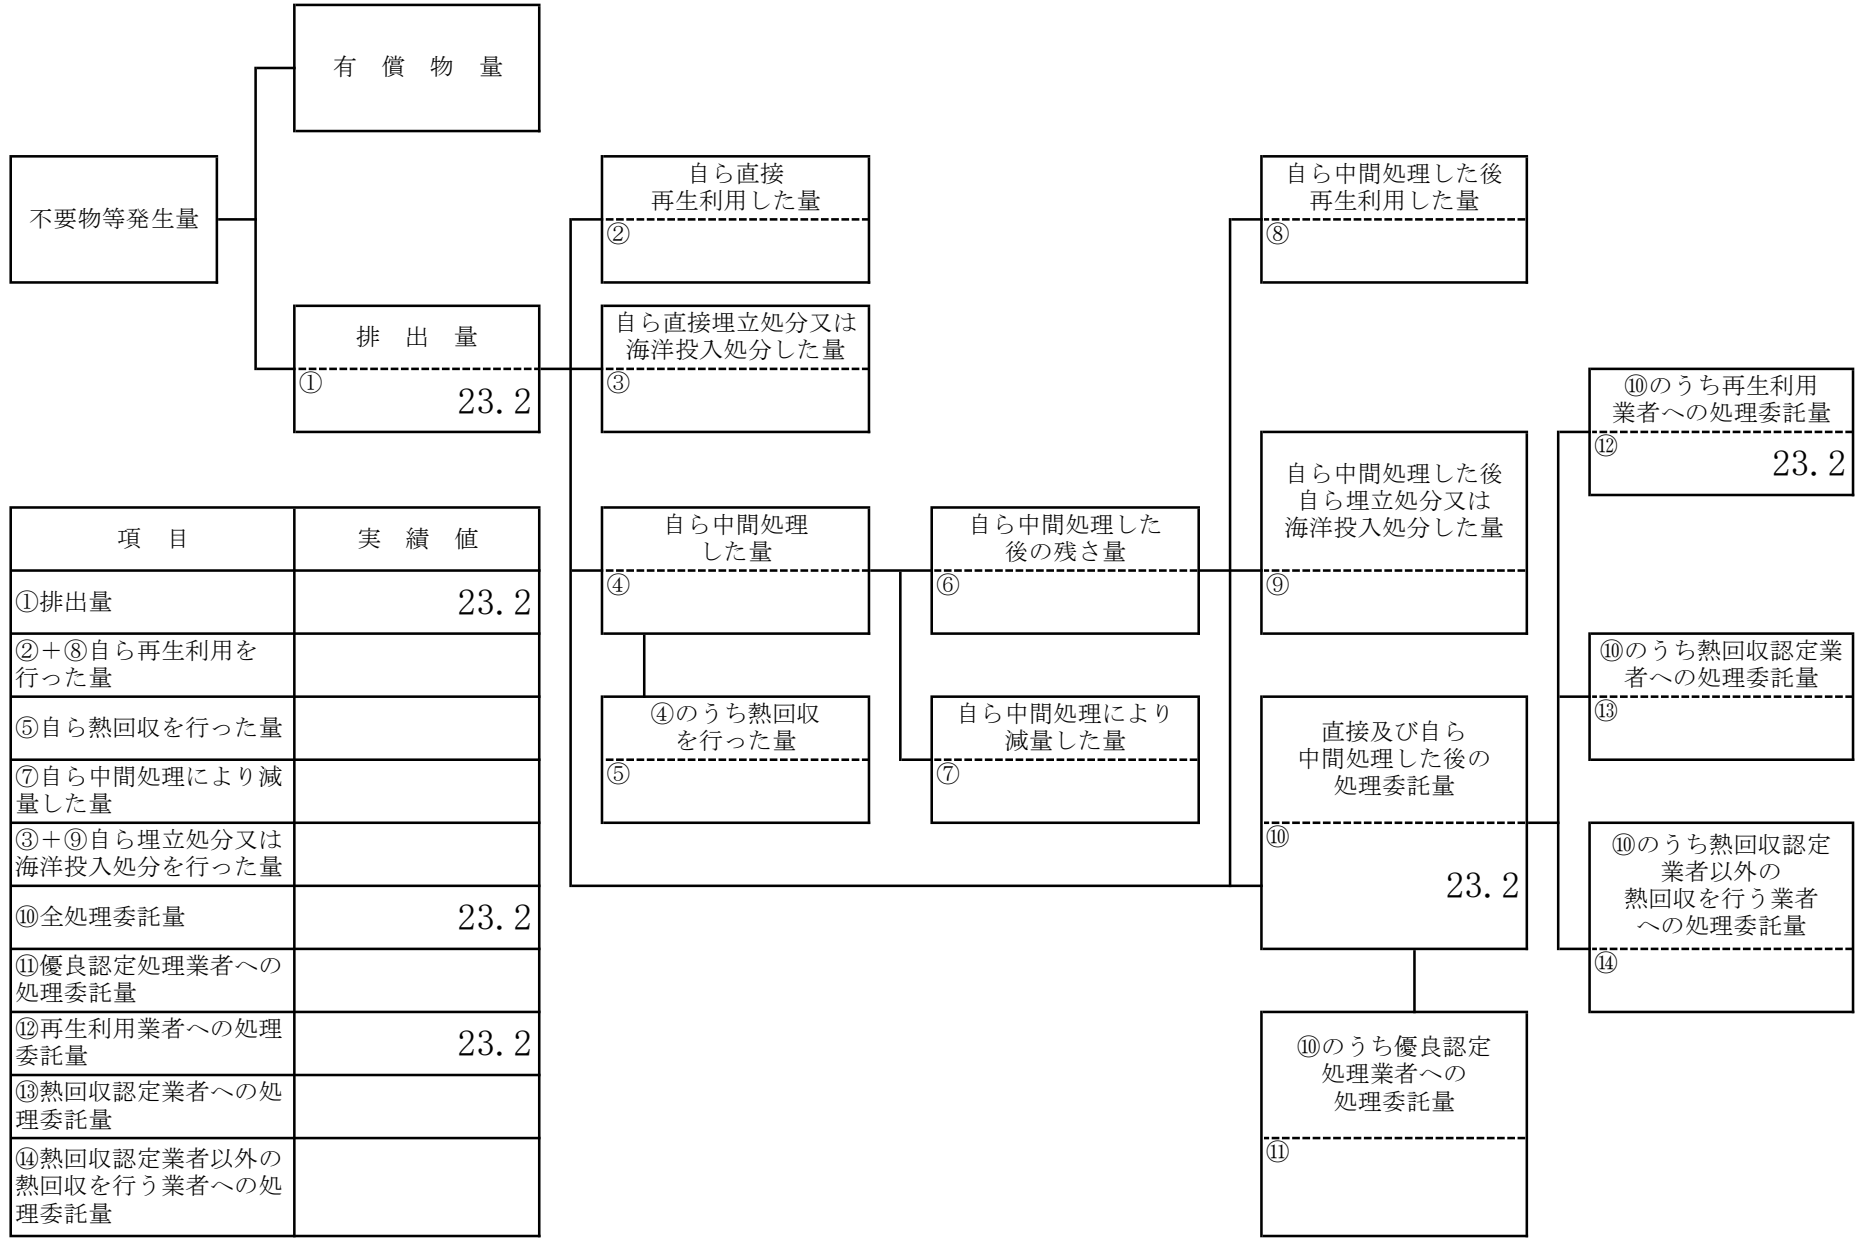 有　償　物　量
不要物等発生量
排　出　量
①
23.2
自ら直接
再生利用した量
②
自ら直接埋立処分又は
海洋投入処分した量
③
自ら中間処理
した量
④
④のうち熱回収
を行った量
⑤
自ら中間処理した
後の残さ量
⑥
自ら中間処理により
減量した量
⑦
自ら中間処理した後
再生利用した量
⑧
自ら中間処理した後
自ら埋立処分又は
海洋投入処分した量
⑨
直接及び自ら
中間処理した後の
処理委託量
⑩
23.2
⑩のうち優良認定
処理業者への
処理委託量
⑪
⑩のうち再生利用
業者への処理委託量
⑫
23.2
⑩のうち熱回収認定業
者への処理委託量
⑬
⑩のうち熱回収認定
業者以外の
熱回収を行う業者
への処理委託量
⑭
項　目
実　績　値
①排出量
23.2
②＋⑧自ら再生利用を
行った量
⑤自ら熱回収を行った量
⑦自ら中間処理により減
量した量
③＋⑨自ら埋立処分又は
海洋投入処分を行った量
⑩全処理委託量
23.2
⑪優良認定処理業者への
処理委託量
⑫再生利用業者への処理
委託量
23.2
⑬熱回収認定業者への処
理委託量
⑭熱回収認定業者以外の
熱回収を行う業者への処
理委託量